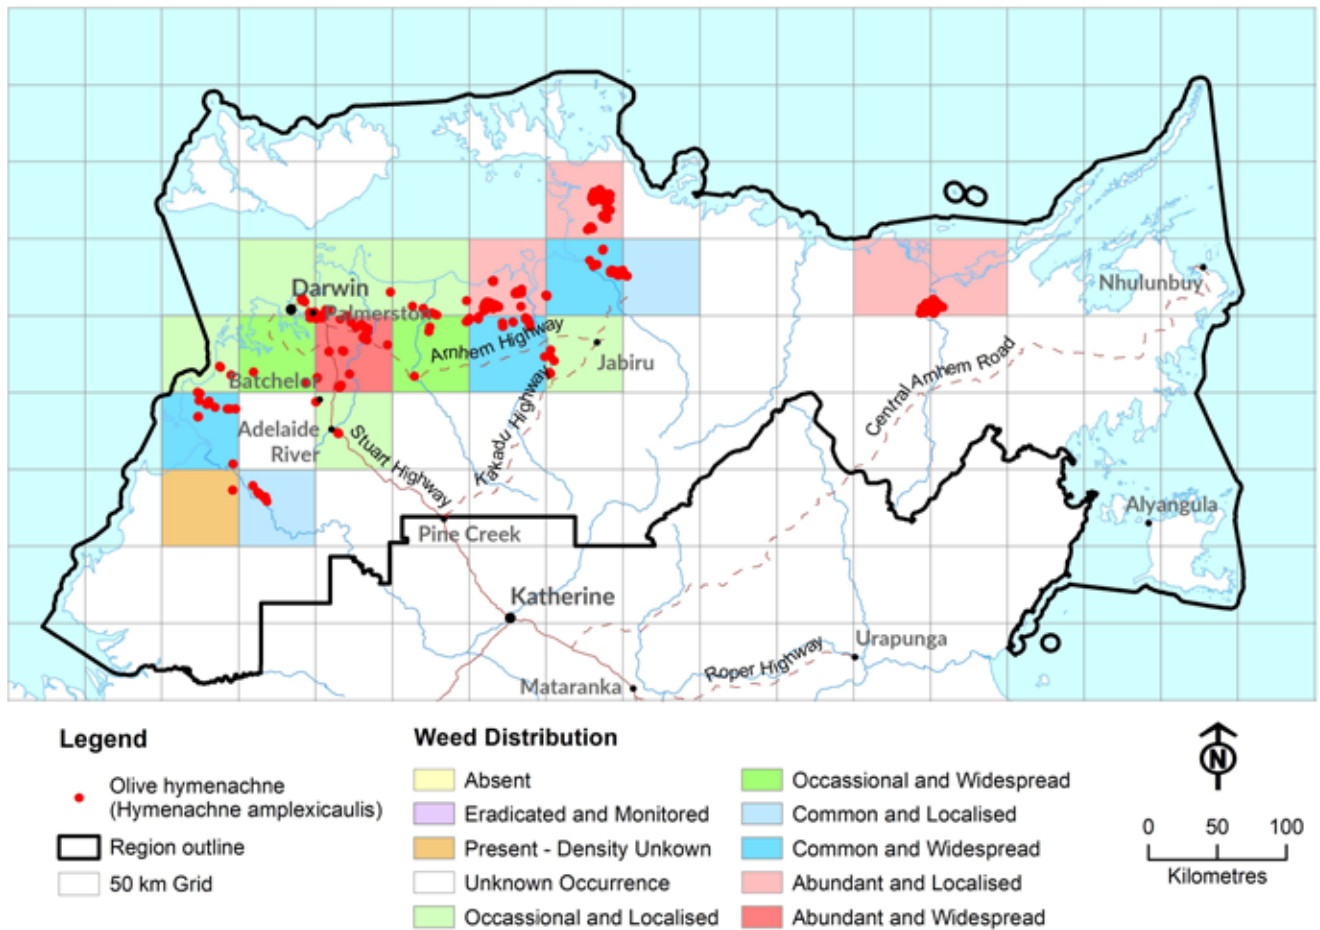 Darwin
Palmerston
Nhulunbuy
Arnhem Highway
Jabiru
Batchelor
Central Arnhem Road
Kakadu Highway
Adelaide
River
Stuart Highway
Alyangula
Pine Creek
Katherine
Urapunga
Roper Highway
Mataranka
Legend
Olive hymenachne
(Hymenachne amplexicaulis)
Region outline
50 km Grid
Weed Distribution
Absent
Eradicated and Monitored
Present - Density Unkown
Unknown Occurrence
Occassional and Localised
Occassional and Widespread
Common and Localised
Common and Widespread
Abundant and Localised
Abundant and Widespread
N
0 50 100
Kilometres